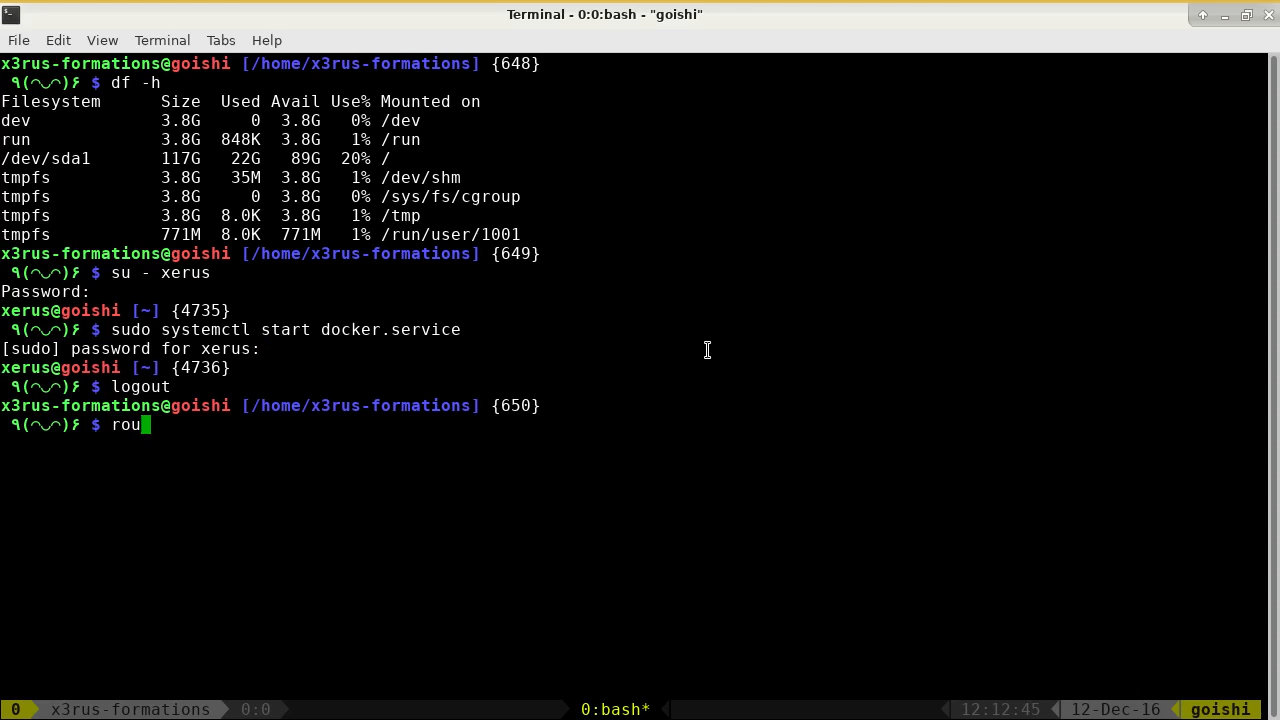 Terminal - 0:0:bash - "goishi"
File Edit View Terminal Tabs Help
x3rus-formations@goishi [/home/x3rus-formations] {648}
٩(◠◡◠)۶ $ df -h
Filesystem      Size  Used Avail Use% Mounted on
dev             3.8G     0  3.8G   0% /dev
run             3.8G  848K  3.8G   1% /run
/dev/sda1       117G   22G   89G  20% /
tmpfs           3.8G   35M  3.8G   1% /dev/shm
tmpfs           3.8G     0  3.8G   0% /sys/fs/cgroup
tmpfs           3.8G  8.0K  3.8G   1% /tmp
tmpfs           771M  8.0K  771M   1% /run/user/1001
x3rus-formations@goishi [/home/x3rus-formations] {649}
٩(◠◡◠)۶ $ su - xerus
Password:
xerus@goishi [~] {4735}
٩(◠◡◠)۶ $ sudo systemctl start docker.service
[sudo] password for xerus:
xerus@goishi [~] {4736}
٩(◠◡◠)۶ $ logout
x3rus-formations@goishi [/home/x3rus-formations] {650}
٩(◠◡◠)۶ $ rou
0 x3rus-formations 0:0 0:bash* 12:12:45 12-Dec-16 goishi